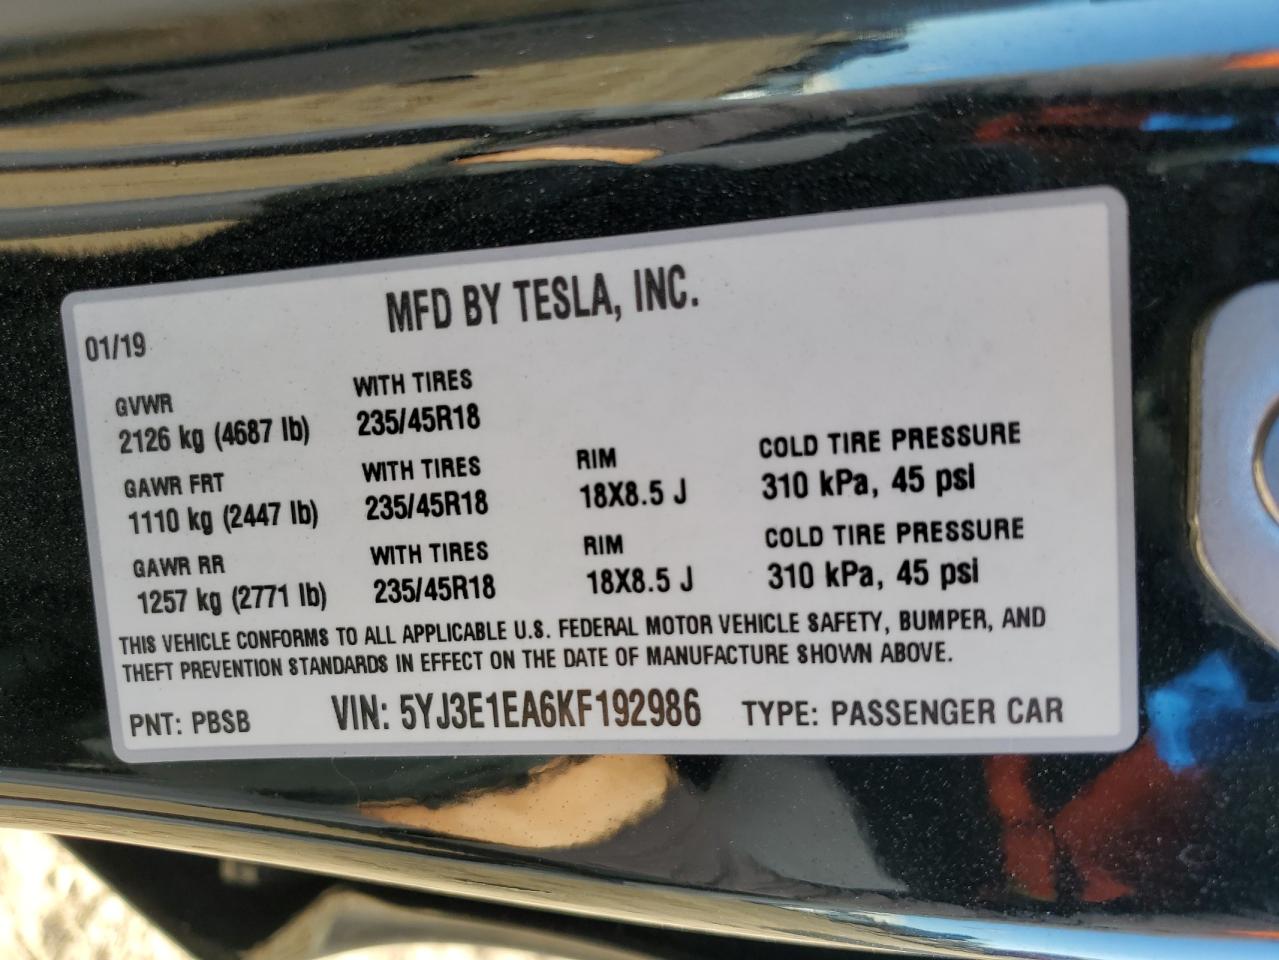 MFD BY TESLA, INC.
01/19
GVWR WITH TIRES
2126 kg (4687 lb) 235/45R18
GAWR FRT WITH TIRES RIM COLD TIRE PRESSURE
1110 kg (2447 lb) 235/45R18 18X8.5 J 310 kPa, 45 psi
GAWR RR WITH TIRES RIM COLD TIRE PRESSURE
1257 kg (2771 lb) 235/45R18 18X8.5 J 310 kPa, 45 psi
THIS VEHICLE CONFORMS TO ALL APPLICABLE U.S. FEDERAL MOTOR VEHICLE SAFETY, BUMPER, AND
THEFT PREVENTION STANDARDS IN EFFECT ON THE DATE OF MANUFACTURE SHOWN ABOVE.
PNT: PBSB VIN: 5YJ3E1EA6KF192986 TYPE: PASSENGER CAR